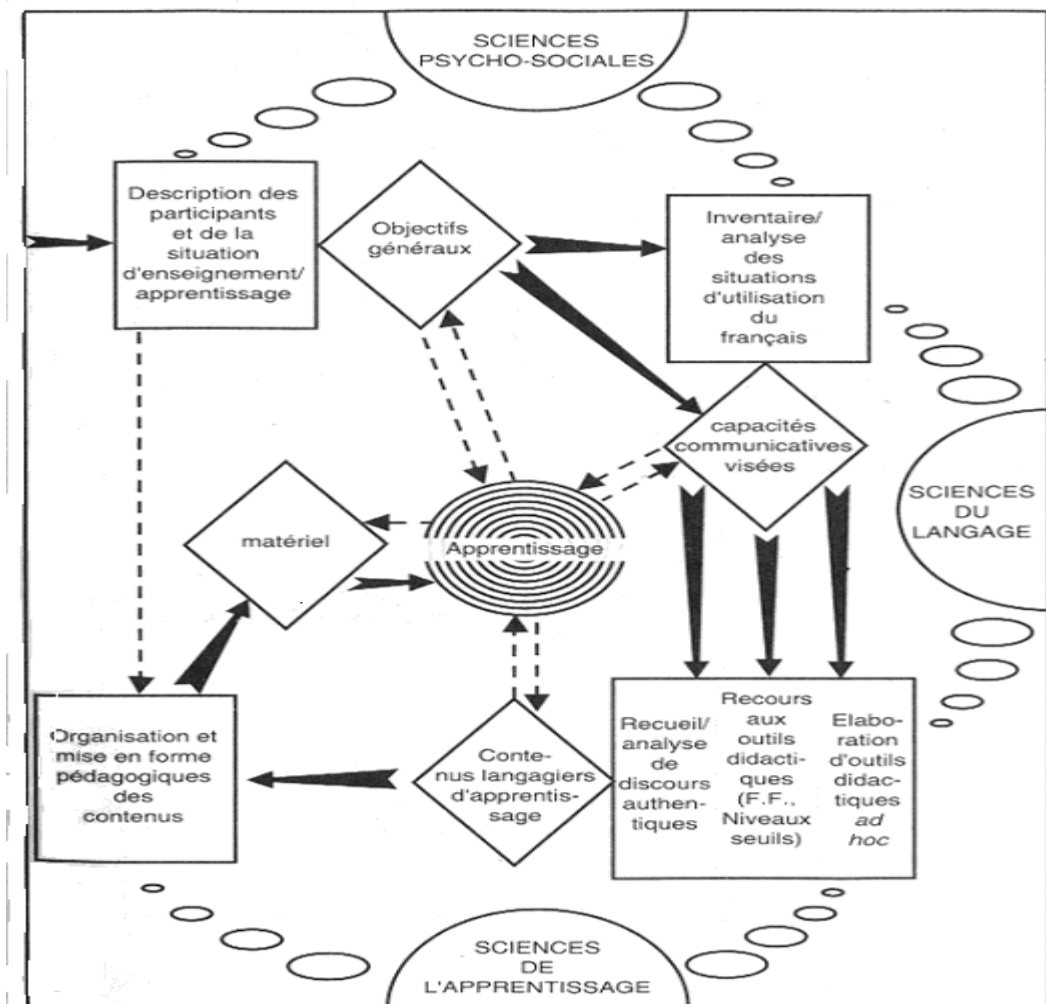 SCIENCES
PSYCHO-SOCIALES
Description des
participants
et de la
situation
d'enseignement/
apprentissage
Objectifs
généraux
Inventaire/
analyse
des
situations
d'utilisation
du
français
capacités
communicatives
visées
SCIENCES
DU
LANGAGE
matériel
Apprentissage
Organisation et
mise en forme
pédagogiques
des
contenus
Conte-
nus langagiers
d'apprentis-
sage
Recueil/
analyse
de
discours
authen-
tiques
Recours
aux
outils
didacti-
ques
(F.F.,
Niveaux
seuils)
Elabo-
ration
d'outils
didac-
tiques
ad
hoc
SCIENCES
DE
L'APPRENTISSAGE